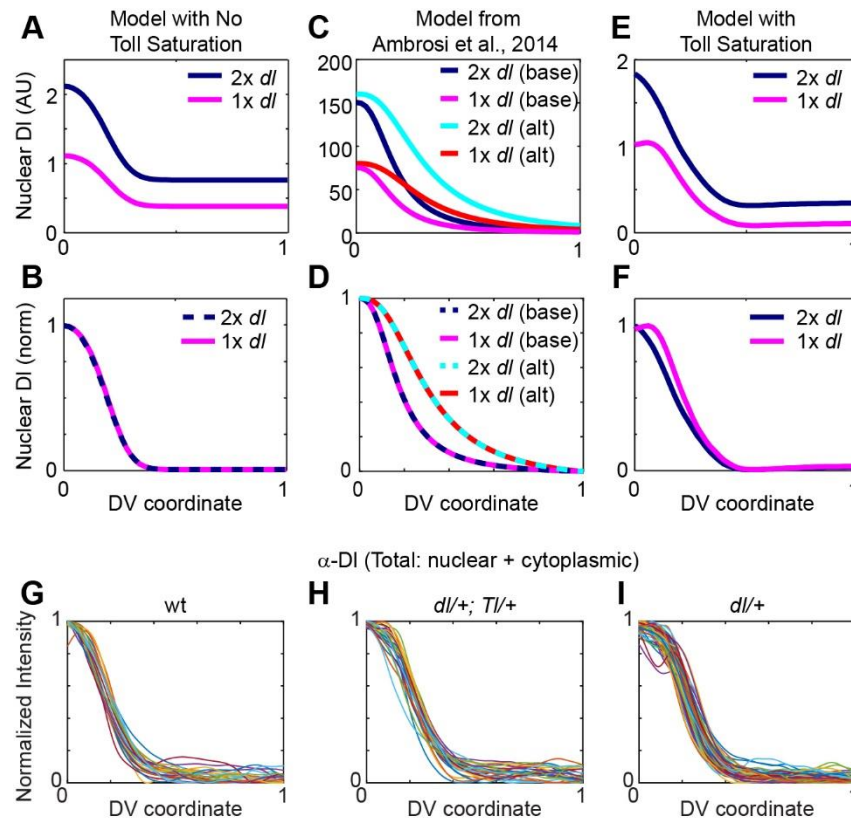 A
Model with No
Toll Saturation
Nuclear Dl (AU)
2
1
0
2x dl
1x dl
0
1
C
Model from
Ambrosi et al., 2014
200
150
100
50
0
2x dl (base)
1x dl (base)
2x dl (alt)
1x dl (alt)
0
1
E
Model with
Toll Saturation
2
1
0
2x dl
1x dl
0
1
B
Nuclear Dl (norm)
1
0
2x dl
1x dl
0
1
DV coordinate
D
1
0
2x dl (base)
1x dl (base)
2x dl (alt)
1x dl (alt)
0
1
DV coordinate
F
1
0
2x dl
1x dl
0
1
DV coordinate
α-Dl (Total: nuclear + cytoplasmic)
G
wt
Normalized Intensity
1
0
0
1
DV coordinate
H
dl/+; Tl/+
1
0
0
1
DV coordinate
I
dl/+
1
0
0
1
DV coordinate